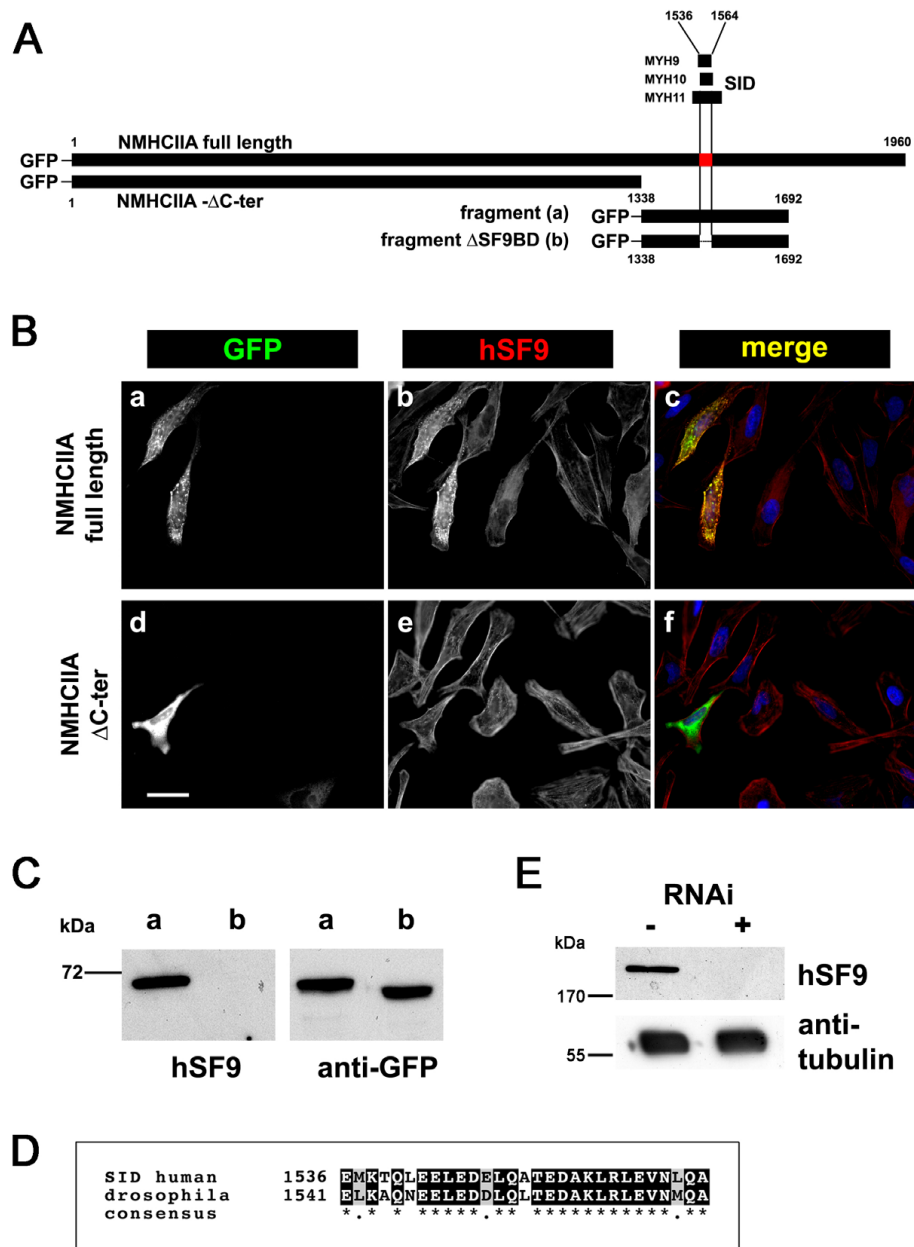 A
1536 1564
MYH9
MYH10 SID
MYH11
1 NMHCIIA full length 1960
GFP
GFP
1 NMHCIIA -ΔC-ter 1338 1692
fragment (a) GFP
fragment ΔSF9BD (b) GFP
1338 1692
B
GFP hSF9 merge
NMHCIIA
full length
a b c
NMHCIIA
ΔC-ter
d e f
C
kDa a b a b
72
hSF9 anti-GFP
E
RNAi
- +
kDa
170
hSF9
55
anti-
tubulin
D
SID human 1536 EMKTQLEELEDELQATEDAKLRLEVNLQA
drosophila 1541 ELKAQNEELEDDLQLTEDAKLRLEVNMQA
consensus *.* * ******.** ************.**